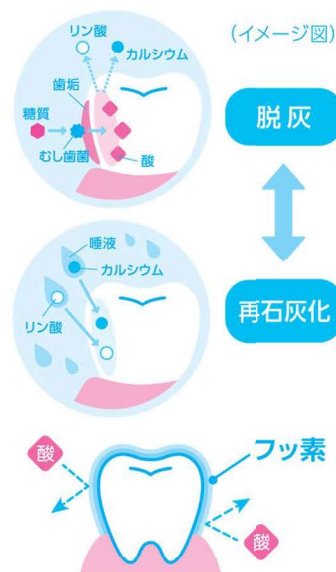 (イメージ図)
リン酸
カルシウム
歯垢
糖質
むし歯菌
酸
脱灰
唾液
カルシウム
リン酸
再石灰化
フッ素
酸
酸